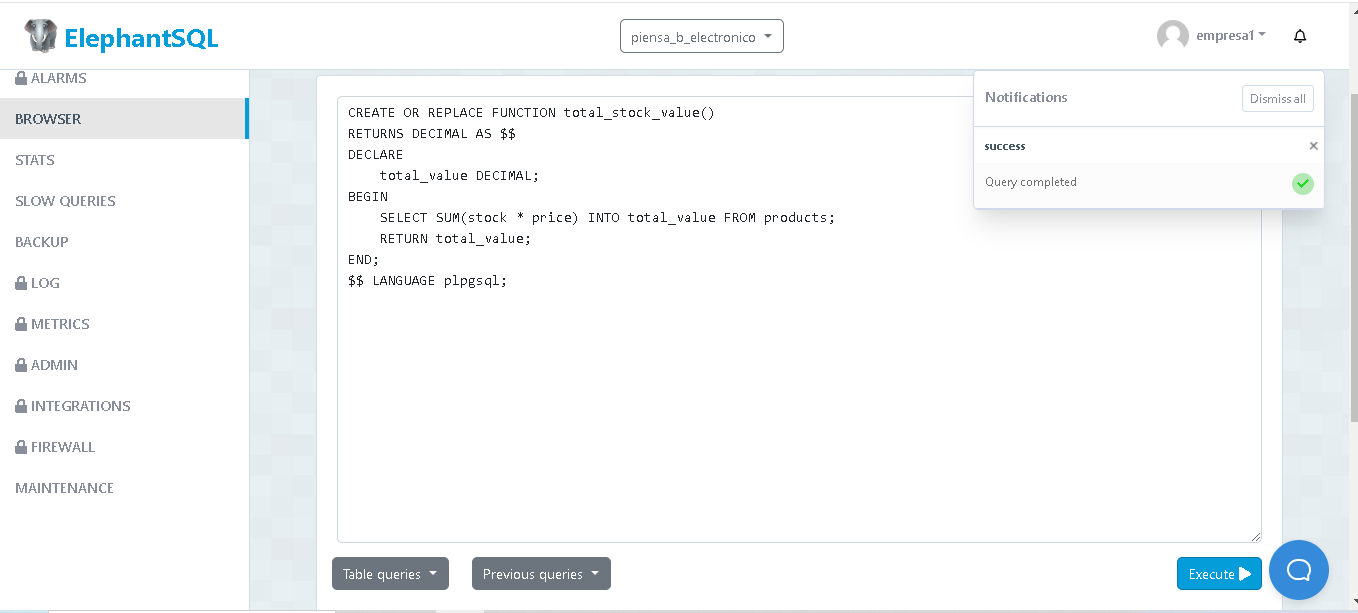 ElephantSQL
piensa_b_electronico
empresa1
ALARMS
BROWSER
STATS
SLOW QUERIES
BACKUP
LOG
METRICS
ADMIN
INTEGRATIONS
FIREWALL
MAINTENANCE
CREATE OR REPLACE FUNCTION total_stock_value()
RETURNS DECIMAL AS $$
DECLARE
    total_value DECIMAL;
BEGIN
    SELECT SUM(stock * price) INTO total_value FROM products;
    RETURN total_value;
END;
$$ LANGUAGE plpgsql;
Notifications
Dismiss all
success
×
Query completed
Table queries
Previous queries
Execute